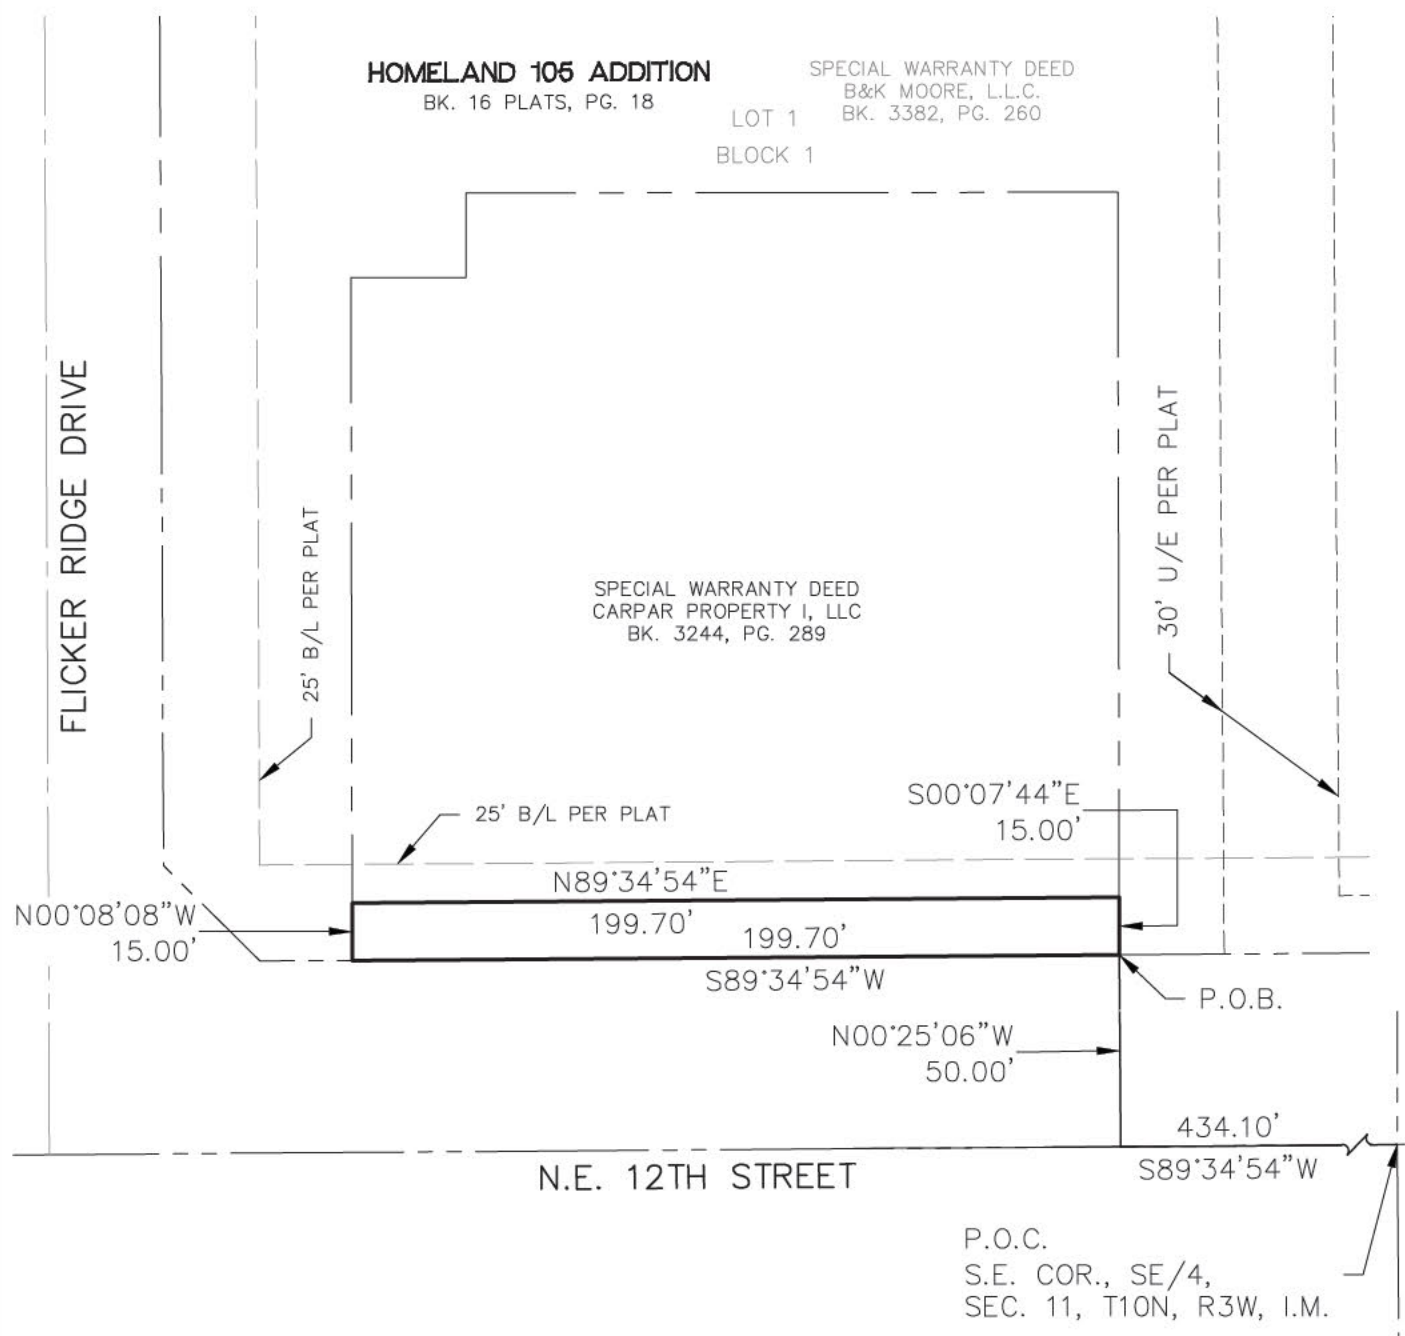 HOMELAND 105 ADDITION
BK. 16 PLATS, PG. 18
SPECIAL WARRANTY DEED
B&K MOORE, L.L.C.
BK. 3382, PG. 260
LOT 1
BLOCK 1
FLICKER RIDGE DRIVE
25' B/L PER PLAT
30' U/E PER PLAT
SPECIAL WARRANTY DEED
CARPAR PROPERTY I, LLC
BK. 3244, PG. 289
25' B/L PER PLAT
S00°07'44"E
15.00'
N89°34'54"E
199.70'
N00°08'08"W
15.00'
199.70'
S89°34'54"W
P.O.B.
N00°25'06"W
50.00'
434.10'
S89°34'54"W
N.E. 12TH STREET
P.O.C.
S.E. COR., SE/4,
SEC. 11, T10N, R3W, I.M.